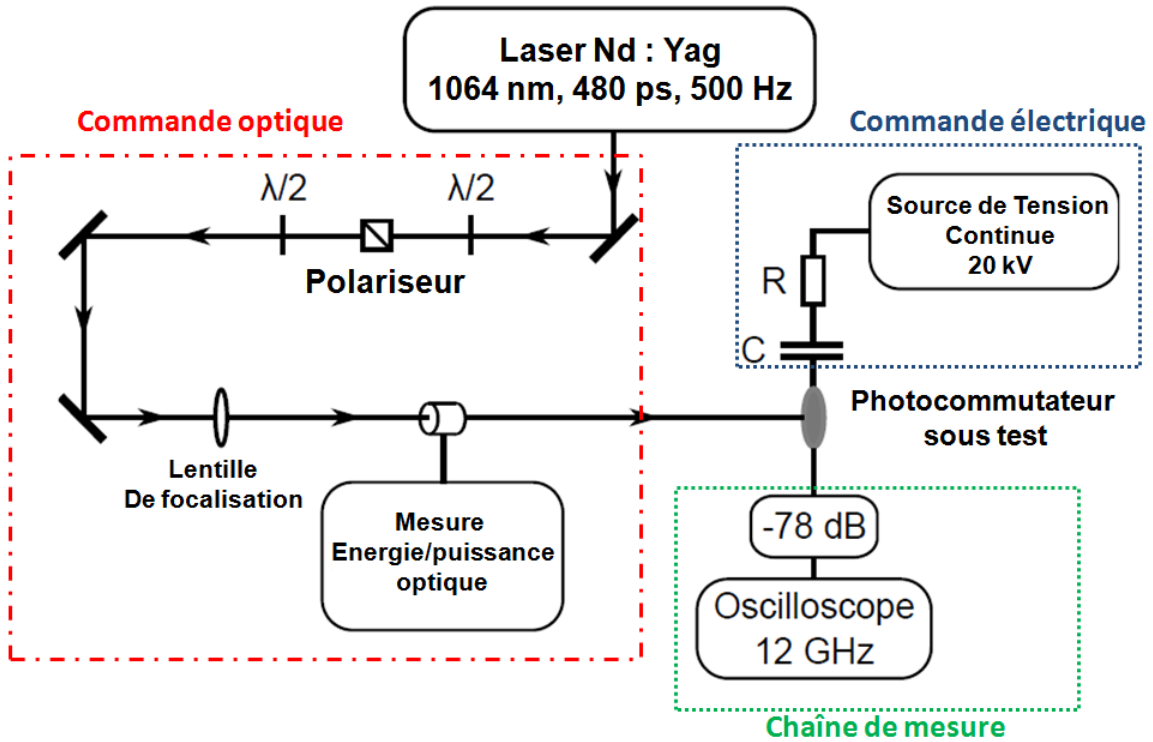 Laser Nd : Yag
1064 nm, 480 ps, 500 Hz
Commande optique
Commande électrique
λ/2
λ/2
Polariseur
Source de Tension
Continue
20 kV
R
C
Photocommutateur
sous test
Lentille
De focalisation
Mesure
Energie/puissance
optique
-78 dB
Oscilloscope
12 GHz
Chaîne de mesure